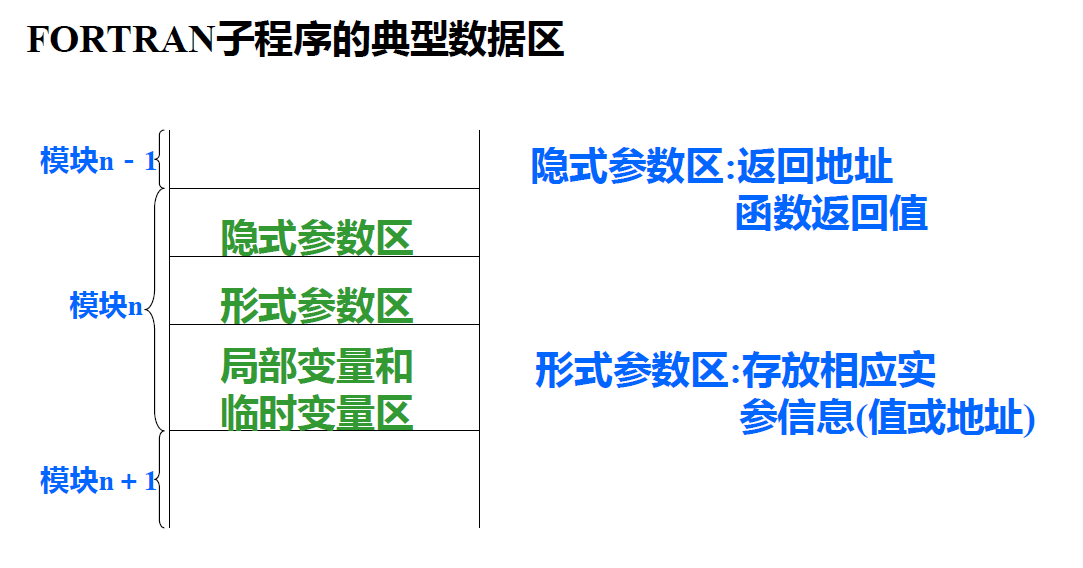 FORTRAN子程序的典型数据区
模块n - 1
隐式参数区:返回地址
函数返回值
隐式参数区
模块n
形式参数区
局部变量和
临时变量区
形式参数区:存放相应实
参信息(值或地址)
模块n + 1